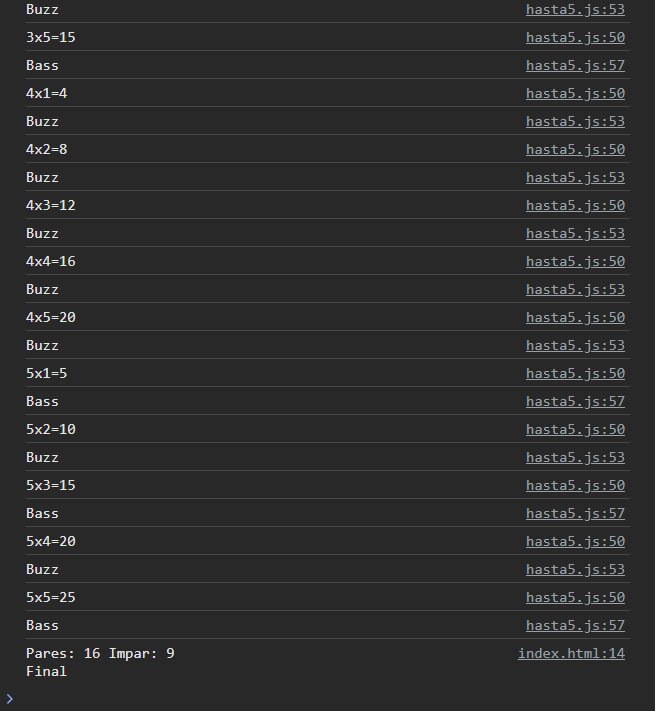 Buzz hasta5.js:53
3x5=15 hasta5.js:50
Bass hasta5.js:57
4x1=4 hasta5.js:50
Buzz hasta5.js:53
4x2=8 hasta5.js:50
Buzz hasta5.js:53
4x3=12 hasta5.js:50
Buzz hasta5.js:53
4x4=16 hasta5.js:50
Buzz hasta5.js:53
4x5=20 hasta5.js:50
Buzz hasta5.js:53
5x1=5 hasta5.js:50
Bass hasta5.js:57
5x2=10 hasta5.js:50
Buzz hasta5.js:53
5x3=15 hasta5.js:50
Bass hasta5.js:57
5x4=20 hasta5.js:50
Buzz hasta5.js:53
5x5=25 hasta5.js:50
Bass hasta5.js:57
Pares: 16 Impar: 9 index.html:14
Final